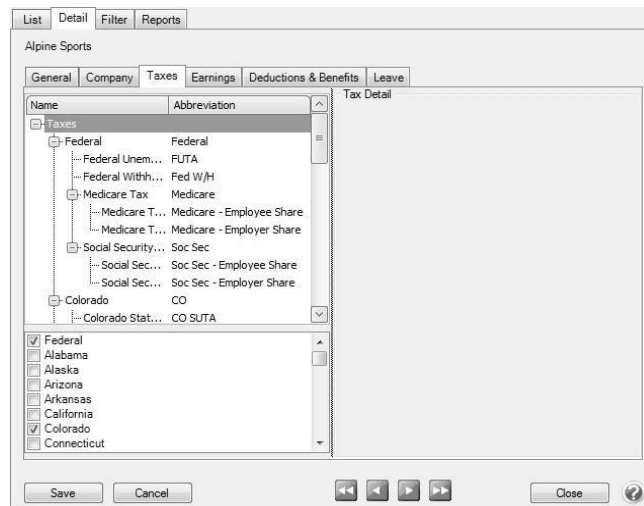 List Detail Filter Reports
Alpine Sports
General Company Taxes Earnings Deductions & Benefits Leave
Name Abbreviation
Tax Detail
Taxes
Federal Federal
Federal Unem... FUTA
Federal Withh... Fed W/H
Medicare Tax Medicare
Medicare T... Medicare - Employee Share
Medicare T... Medicare - Employer Share
Social Security... Soc Sec
Social Sec... Soc Sec - Employee Share
Social Sec... Soc Sec - Employer Share
Colorado CO
Colorado Stat... CO SUTA
Federal
Alabama
Alaska
Arizona
Arkansas
California
Colorado
Connecticut
Save Cancel Close ?